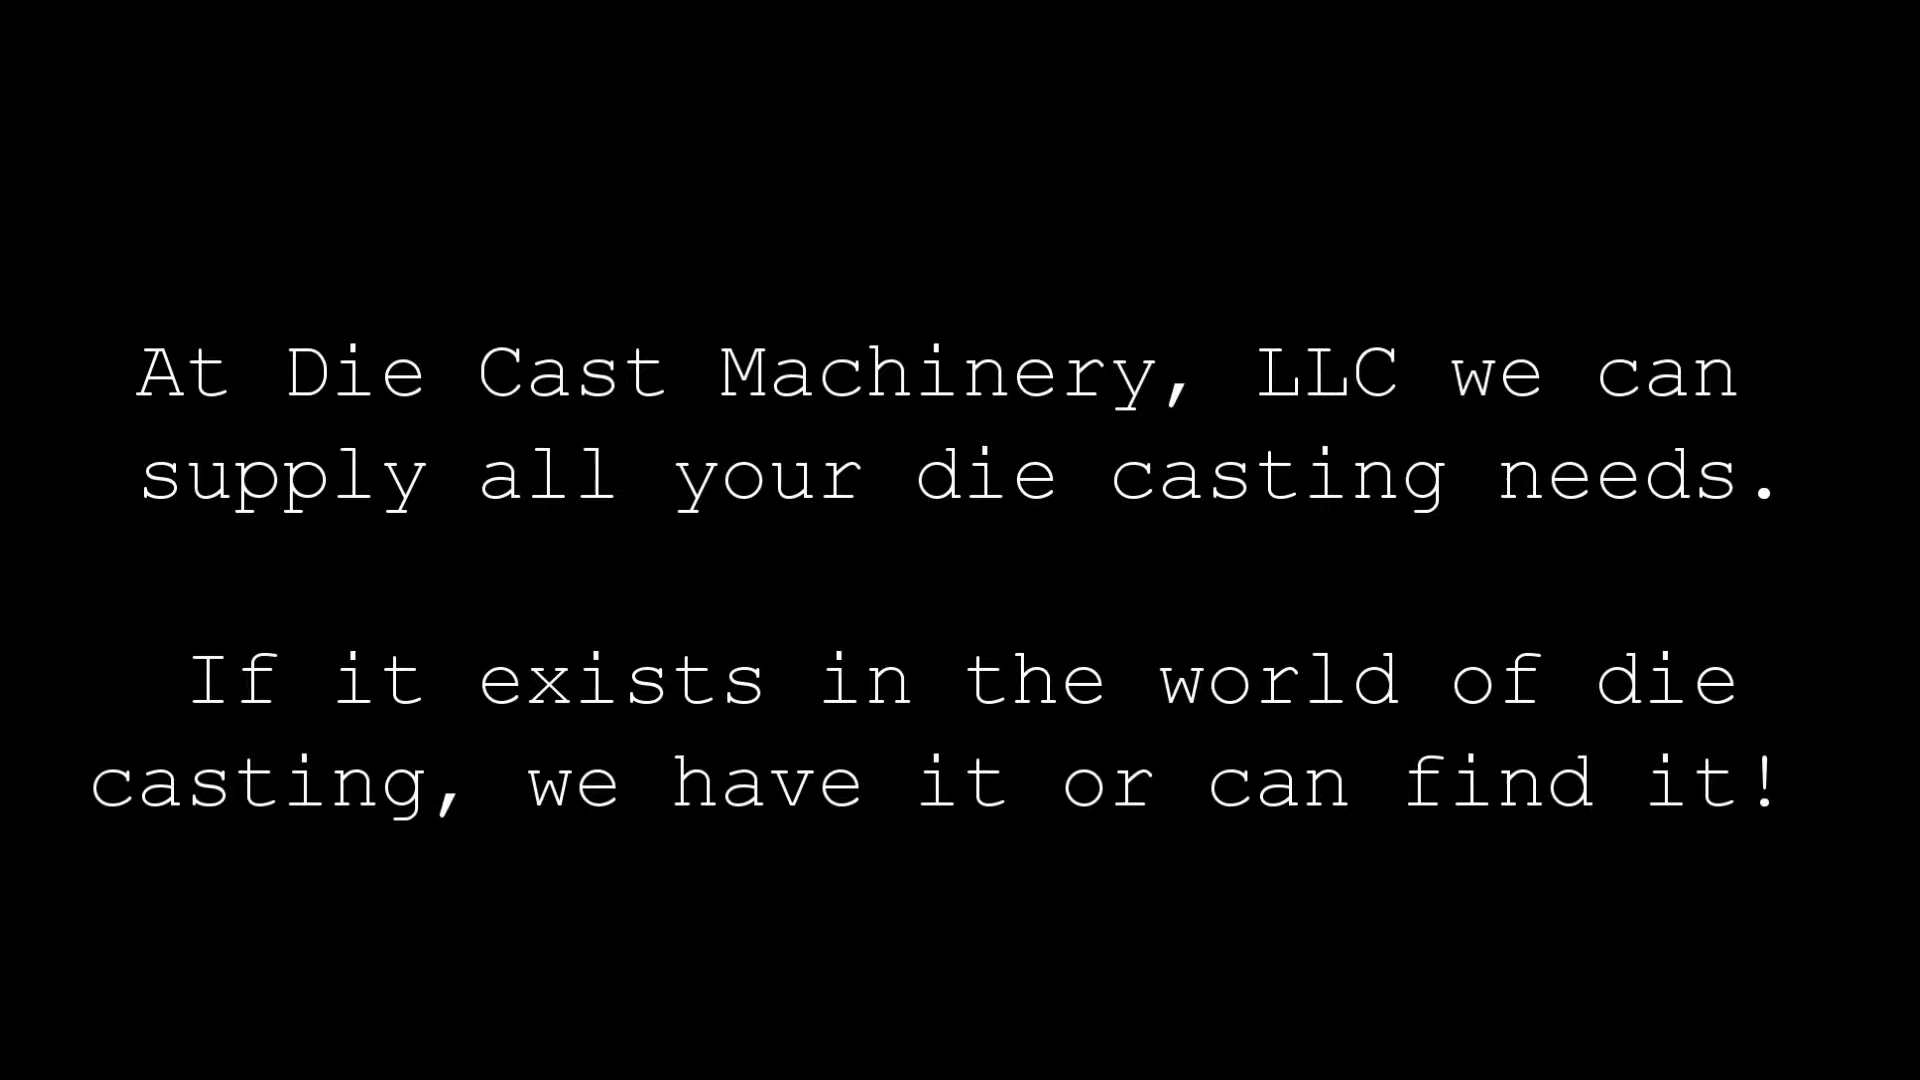 At Die Cast Machinery, LLC we can
supply all your die casting needs.
If it exists in the world of die
casting, we have it or can find it!